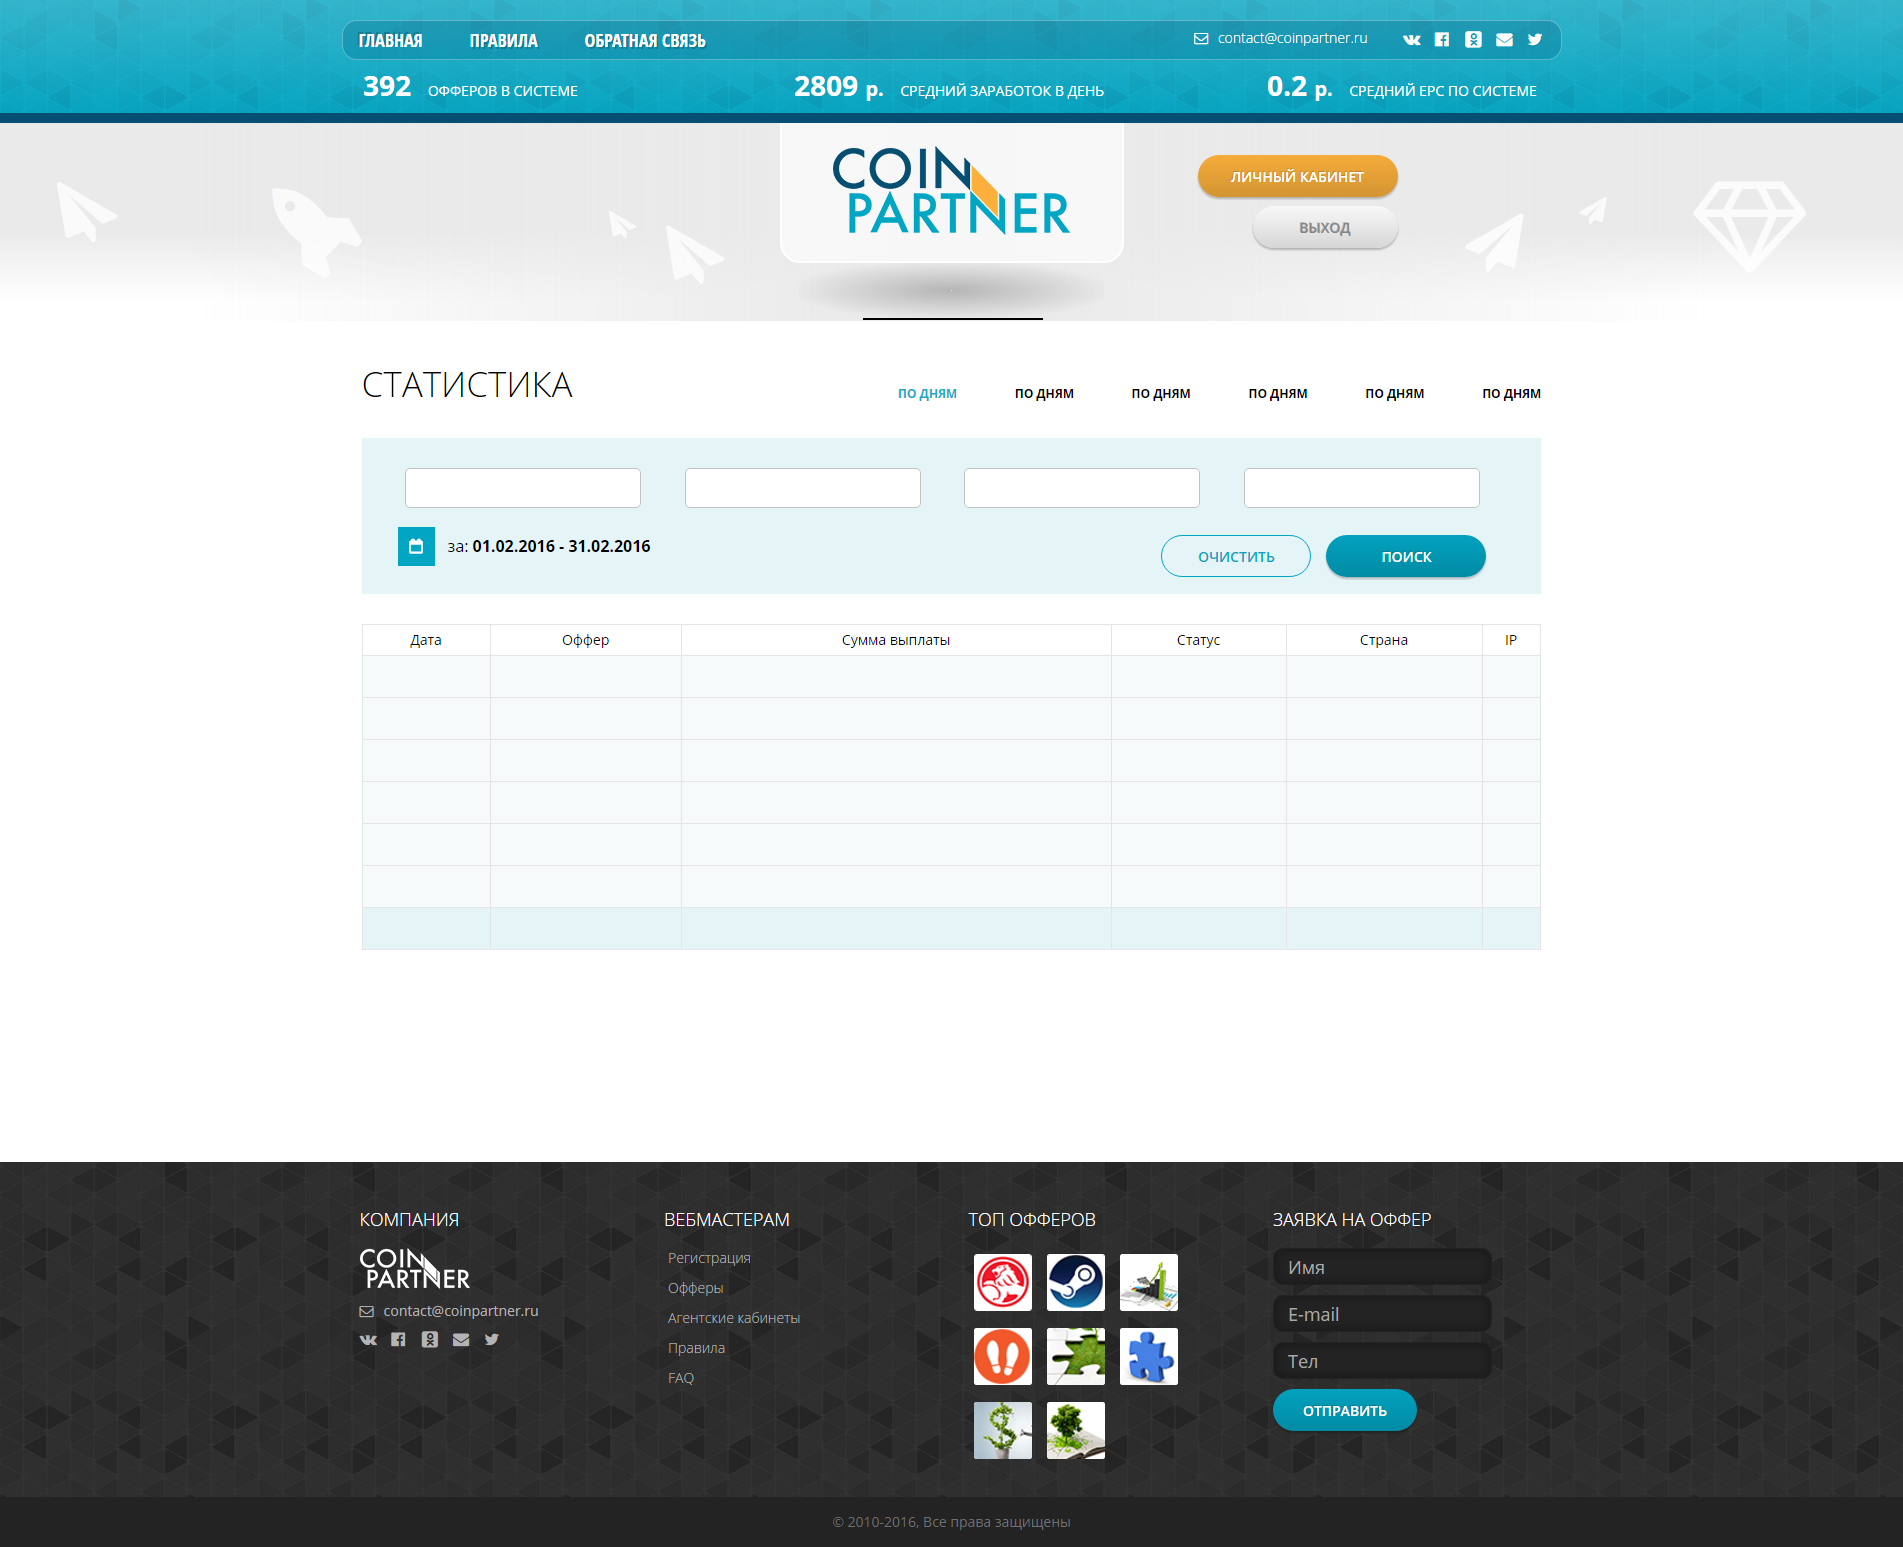 ГЛАВНАЯ ПРАВИЛА ОБРАТНАЯ СВЯЗЬ contact@coinpartner.ru
392 ОФФЕРОВ В СИСТЕМЕ 2809 р. СРЕДНИЙ ЗАРАБОТОК В ДЕНЬ 0.2 р. СРЕДНИЙ EPC ПО СИСТЕМЕ
COIN
PARTNER
ЛИЧНЫЙ КАБИНЕТ
ВЫХОД
СТАТИСТИКА
ПО ДНЯМ ПО ДНЯМ ПО ДНЯМ ПО ДНЯМ ПО ДНЯМ ПО ДНЯМ
за: 01.02.2016 - 31.02.2016
ОЧИСТИТЬ ПОИСК
Дата Оффер Сумма выплаты Статус Страна IP
КОМПАНИЯ
COIN
PARTNER
contact@coinpartner.ru
ВЕБМАСТЕРАМ
Регистрация
Офферы
Агентские кабинеты
Правила
FAQ
ТОП ОФФЕРОВ
ЗАЯВКА НА ОФФЕР
Имя
E-mail
Тел
ОТПРАВИТЬ
© 2010-2016, Все права защищены